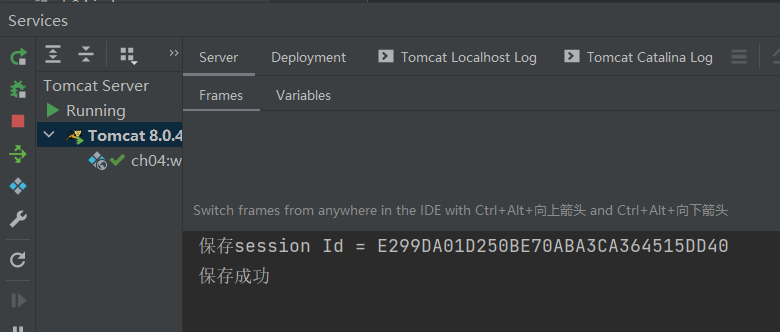 Services
Server Deployment Tomcat Localhost Log Tomcat Catalina Log
Tomcat Server
Frames Variables
Running
Tomcat 8.0.4
ch04:w
Switch frames from anywhere in the IDE with Ctrl+Alt+向上箭头 and Ctrl+Alt+向下箭头
保存session Id = E299DA01D250BE70ABA3CA364515DD40
保存成功